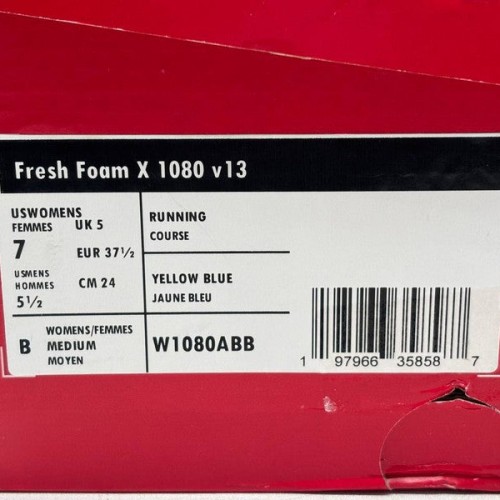 Fresh Foam X 1080 v13
USWOMENS
FEMMES
UK 5
7
EUR 37½
USMENS
HOMMES
CM 24
5½
B
WOMENS/FEMMES
MEDIUM
MOYEN
RUNNING
COURSE
YELLOW BLUE
JAUNE BLEU
W1080ABB
1 97966 35858 7